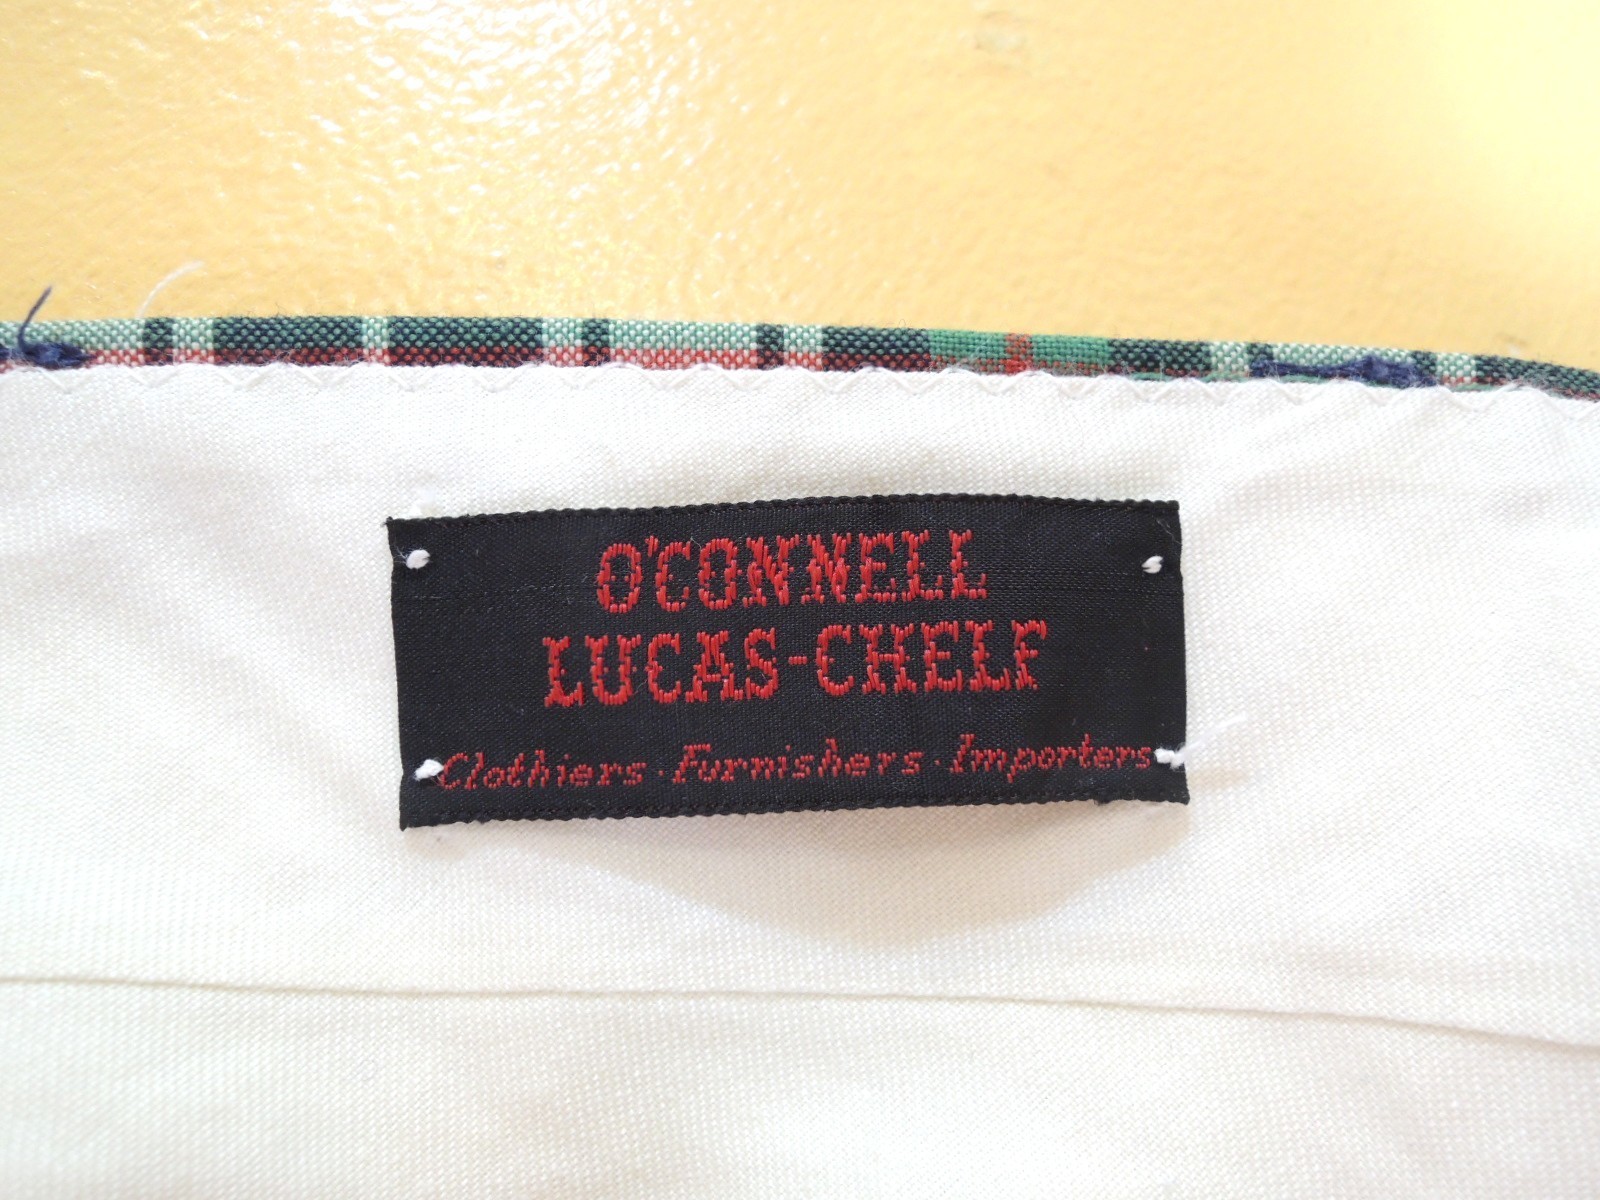 O'CONNELL
LUCAS-CHELF
Clothiers · Furnishers · Importers